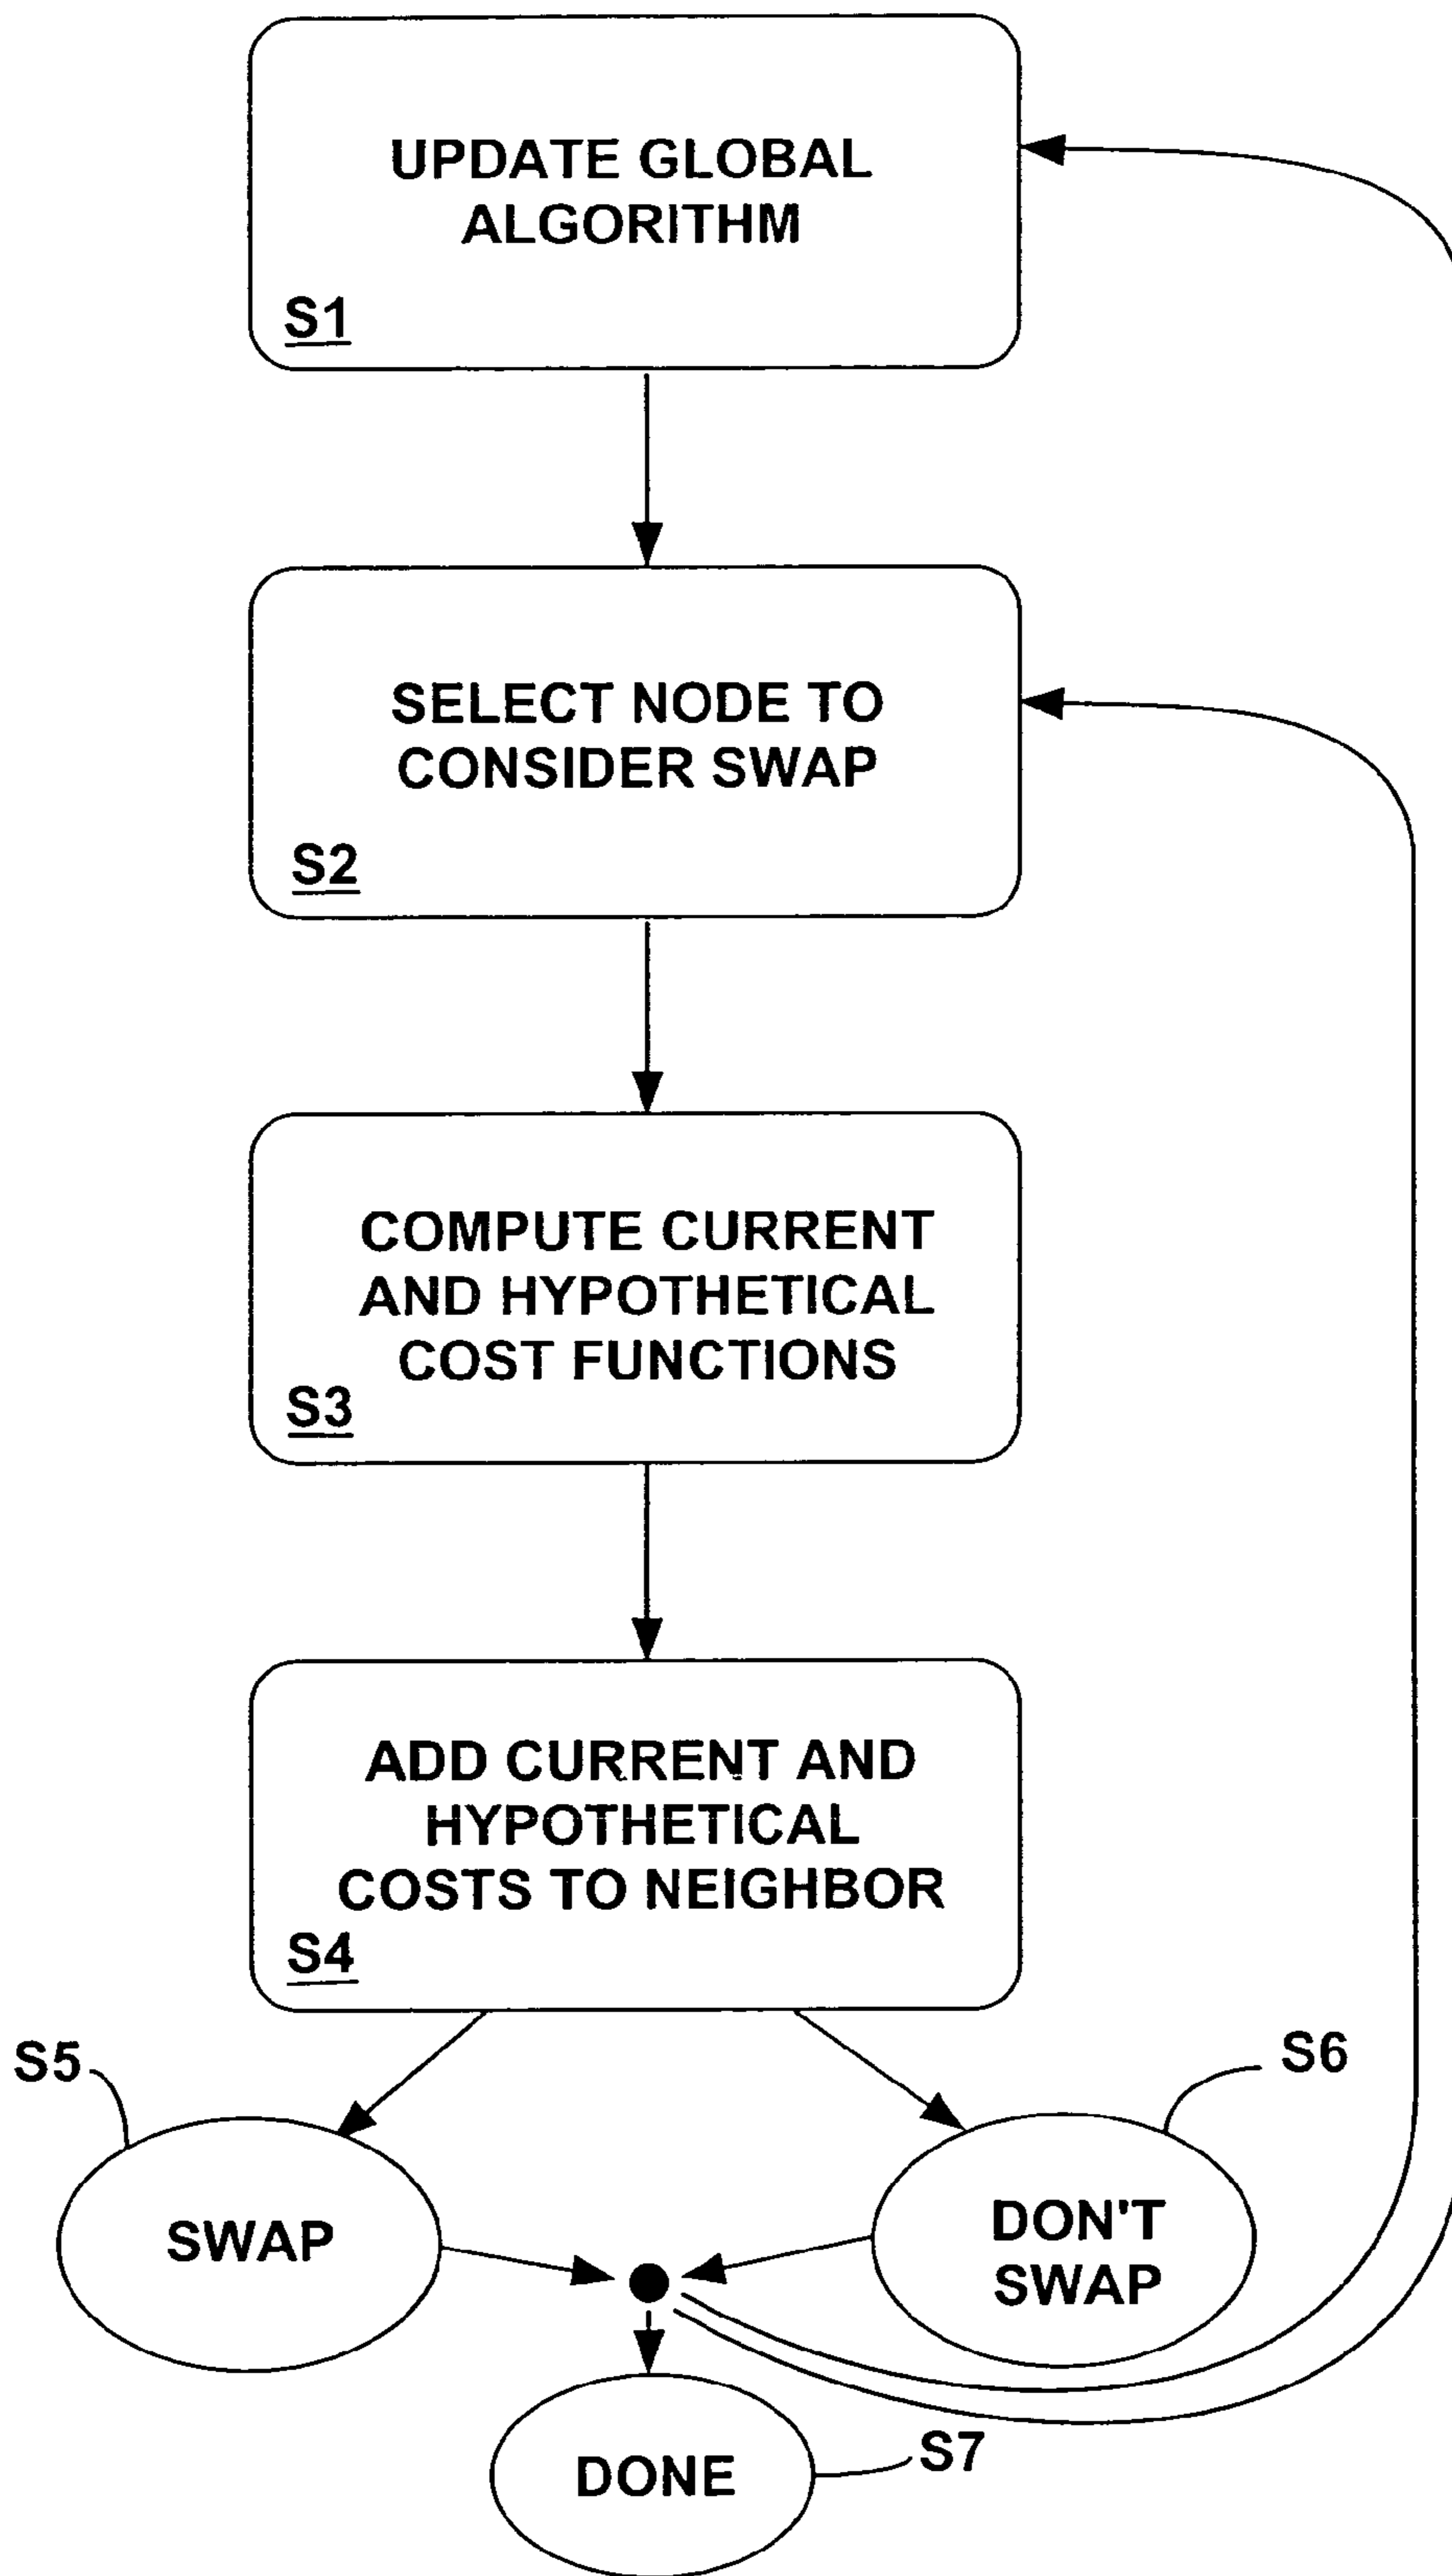 UPDATE GLOBAL
ALGORITHM
S1
SELECT NODE TO
CONSIDER SWAP
S2
COMPUTE CURRENT
AND HYPOTHETICAL
COST FUNCTIONS
S3
ADD CURRENT AND
HYPOTHETICAL
COSTS TO NEIGHBOR
S4
S5
S6
SWAP
DON'T
SWAP
DONE
S7